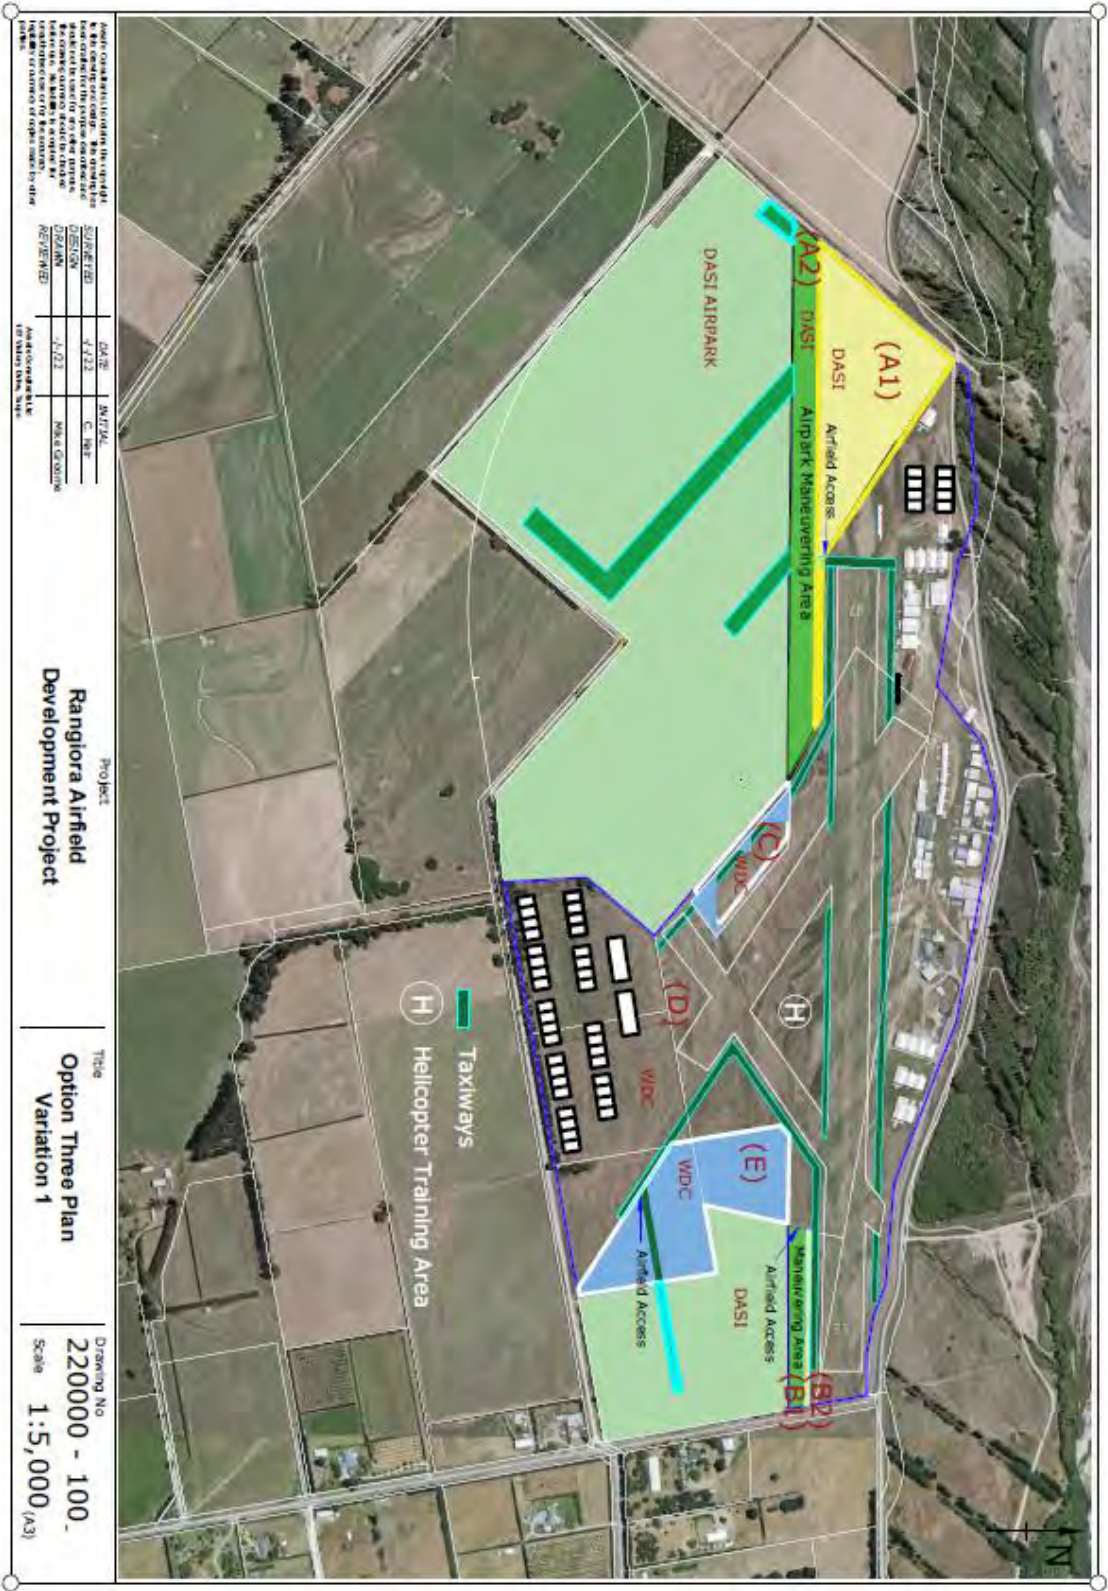 (A1)
(A2)
DASI
DASI
Airfield Access
Airpark Maneuvering Area
DASI AIRPARK
(C)
WDC
(D)
WDC
H
(E)
WDC
DASI
Maneuvering Area
Airfield Access
Airfield Access
(B2)
(B1)
Taxiways
H Helicopter Training Area
N
SURVEYED
DESIGN
DRAWN
REVIEWED
DATE
INITIAL
Mike Groome
Project
Rangiora Airfield
Development Project
Title
Option Three Plan
Variation 1
Drawing No
220000 - 100
Scale 1:5,000 (A3)